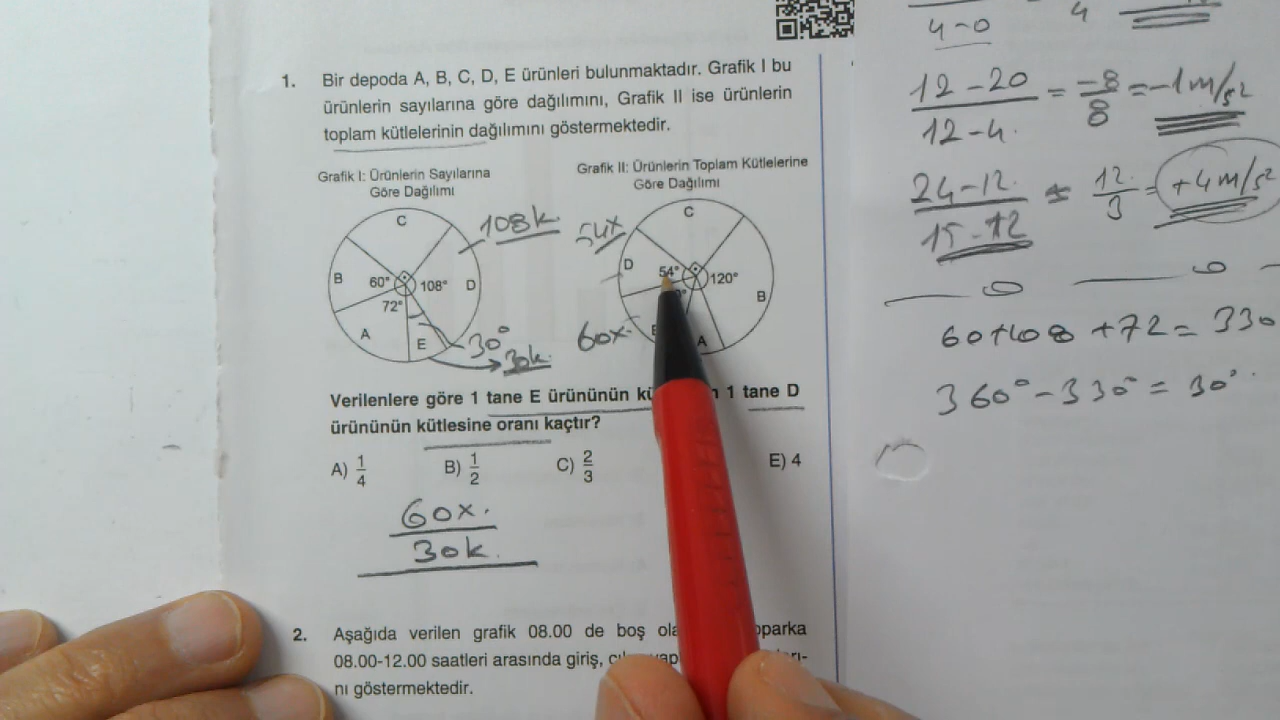 1. Bir depoda A, B, C, D, E ürünleri bulunmaktadır. Grafik I bu
ürünlerin sayılarına göre dağılımını, Grafik II ise ürünlerin
toplam kütlelerinin dağılımını göstermektedir.
Grafik I: Ürünlerin Sayılarına
Göre Dağılımı
C
108k
B
60°
108°
D
72°
A
E
30°
30k
Grafik II: Ürünlerin Toplam Kütlelerine
Göre Dağılımı
54x
C
D
54°
120°
B
60x
A
Verilenlere göre 1 tane E ürününün 1 tane D
ürününün kütlesine oranı kaçtır?
A) 1/4
B) 1/2
C) 2/3
E) 4
60x
30k
2. Aşağıda verilen grafik 08.00 de boş
08.00-12.00 saatleri arasında giriş,
nı göstermektedir.
4-0
4
12-20 / 12-4 = -8/8 = -1 m/s²
24-12 / 15-12 = 12/3 = +4 m/s²
60+108+72 = 330
360° - 330° = 30°